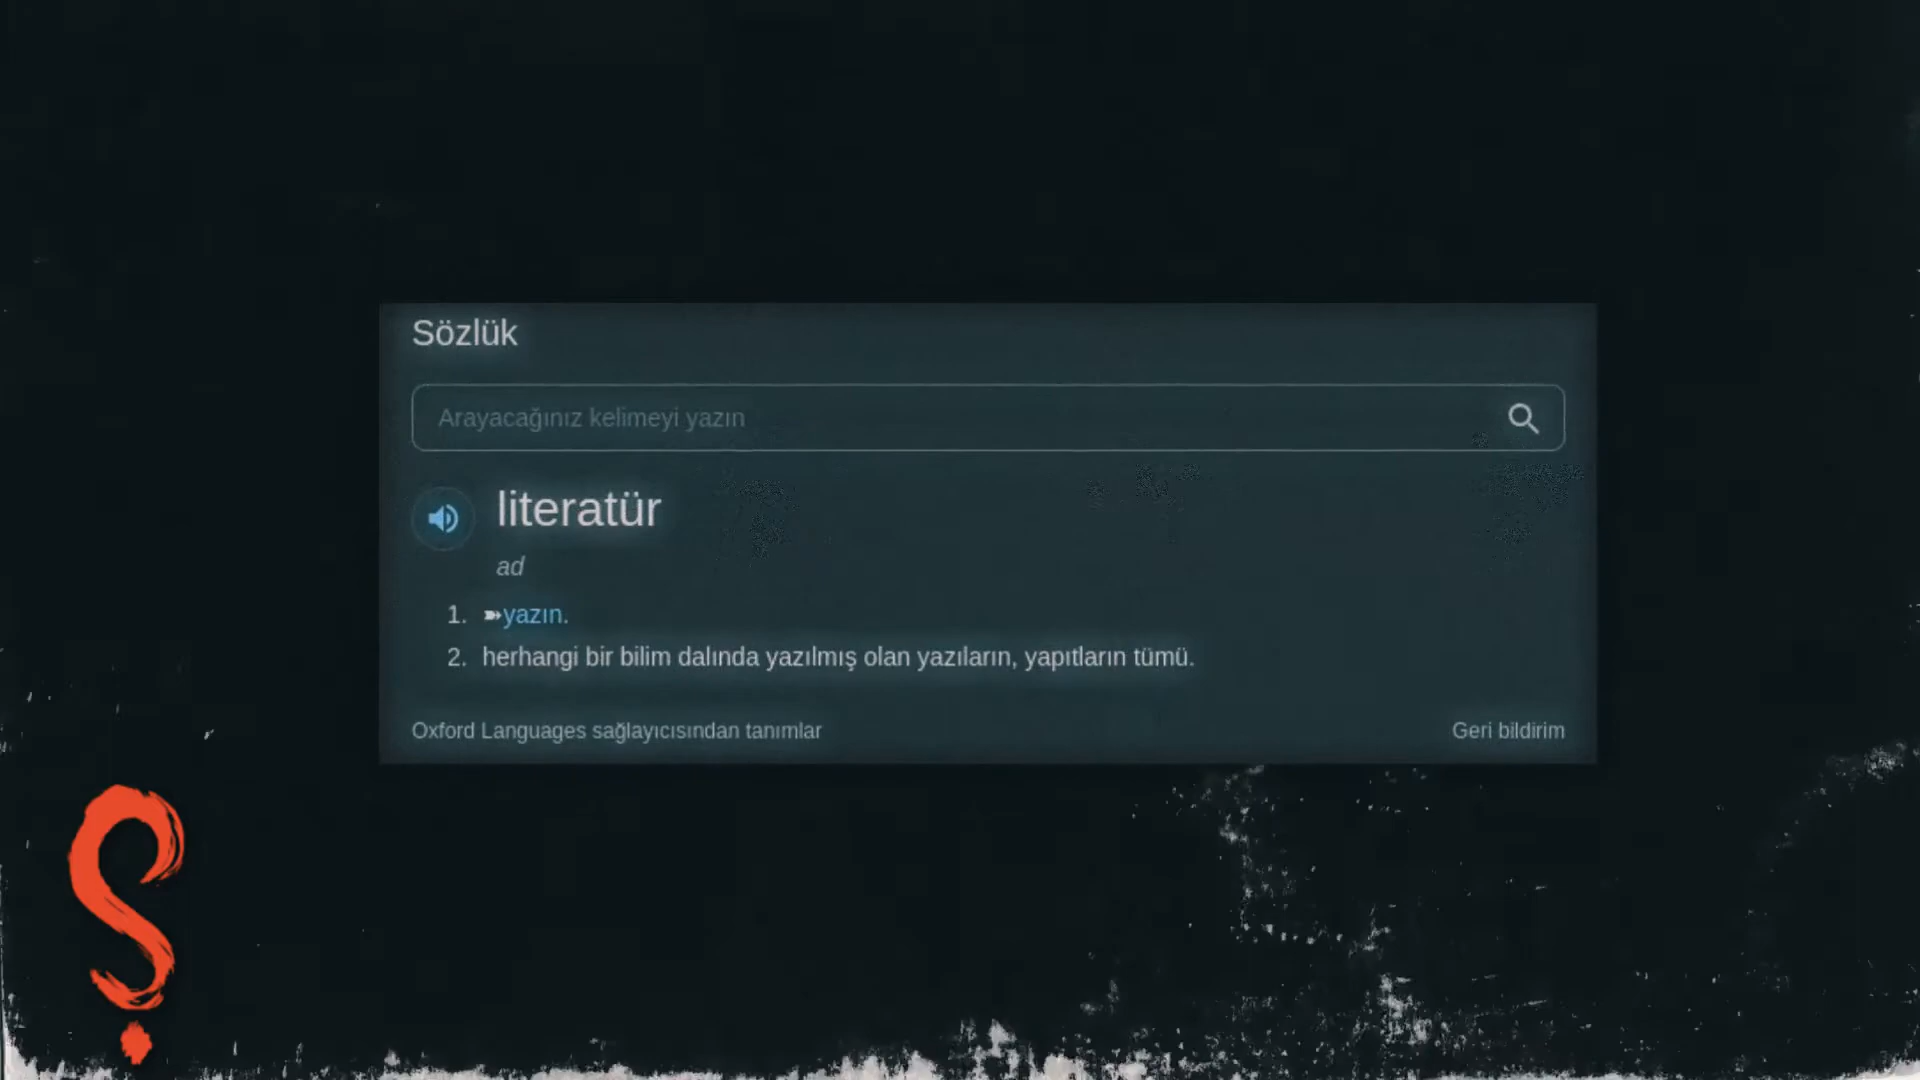 Sözlük
Arayacağınız kelimeyi yazın
literatür
ad
1. ➽yazın.
2. herhangi bir bilim dalında yazılmış olan yazıların, yapıtların tümü.
Oxford Languages sağlayıcısından tanımlar
Geri bildirim
Ş